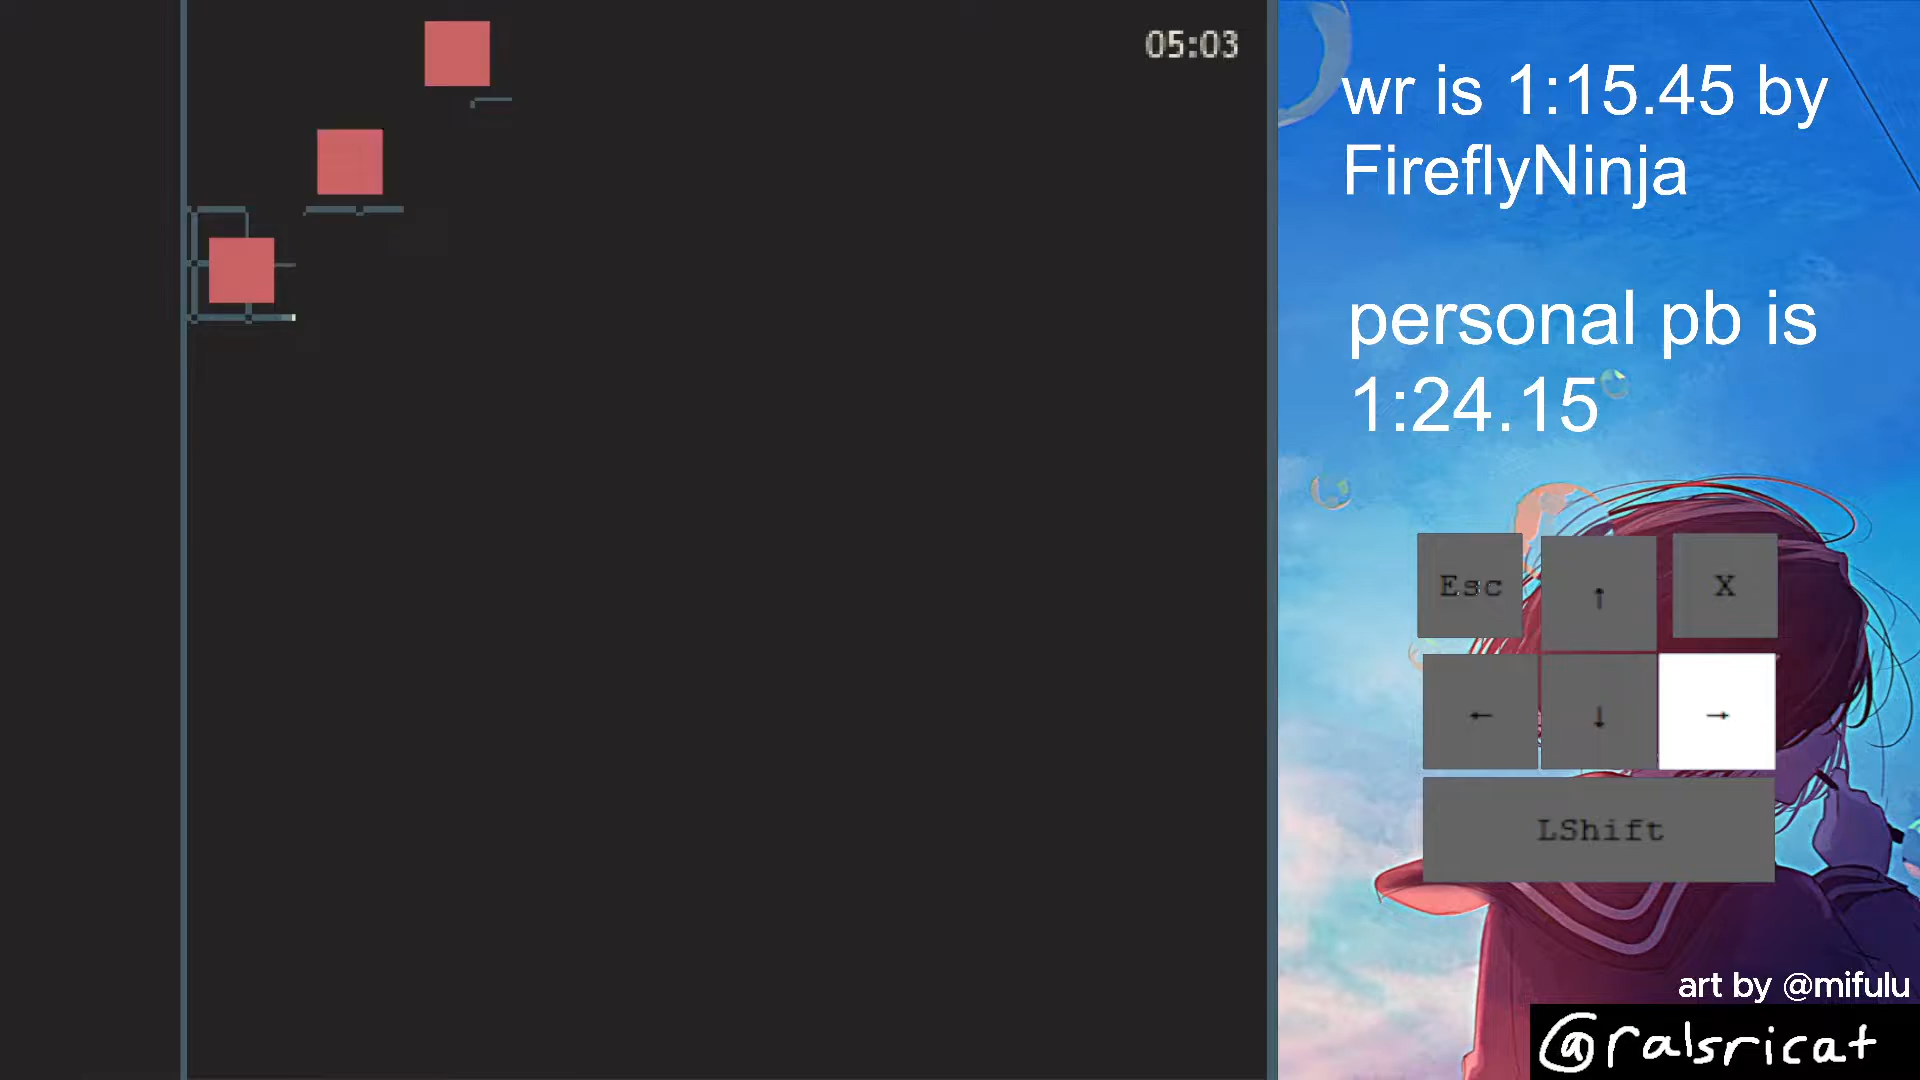 05:03
wr is 1:15.45 by
FireflyNinja
personal pb is
1:24.15
Esc
↑
X
←
↓
→
LShift
art by @mifulu
@ralsricat